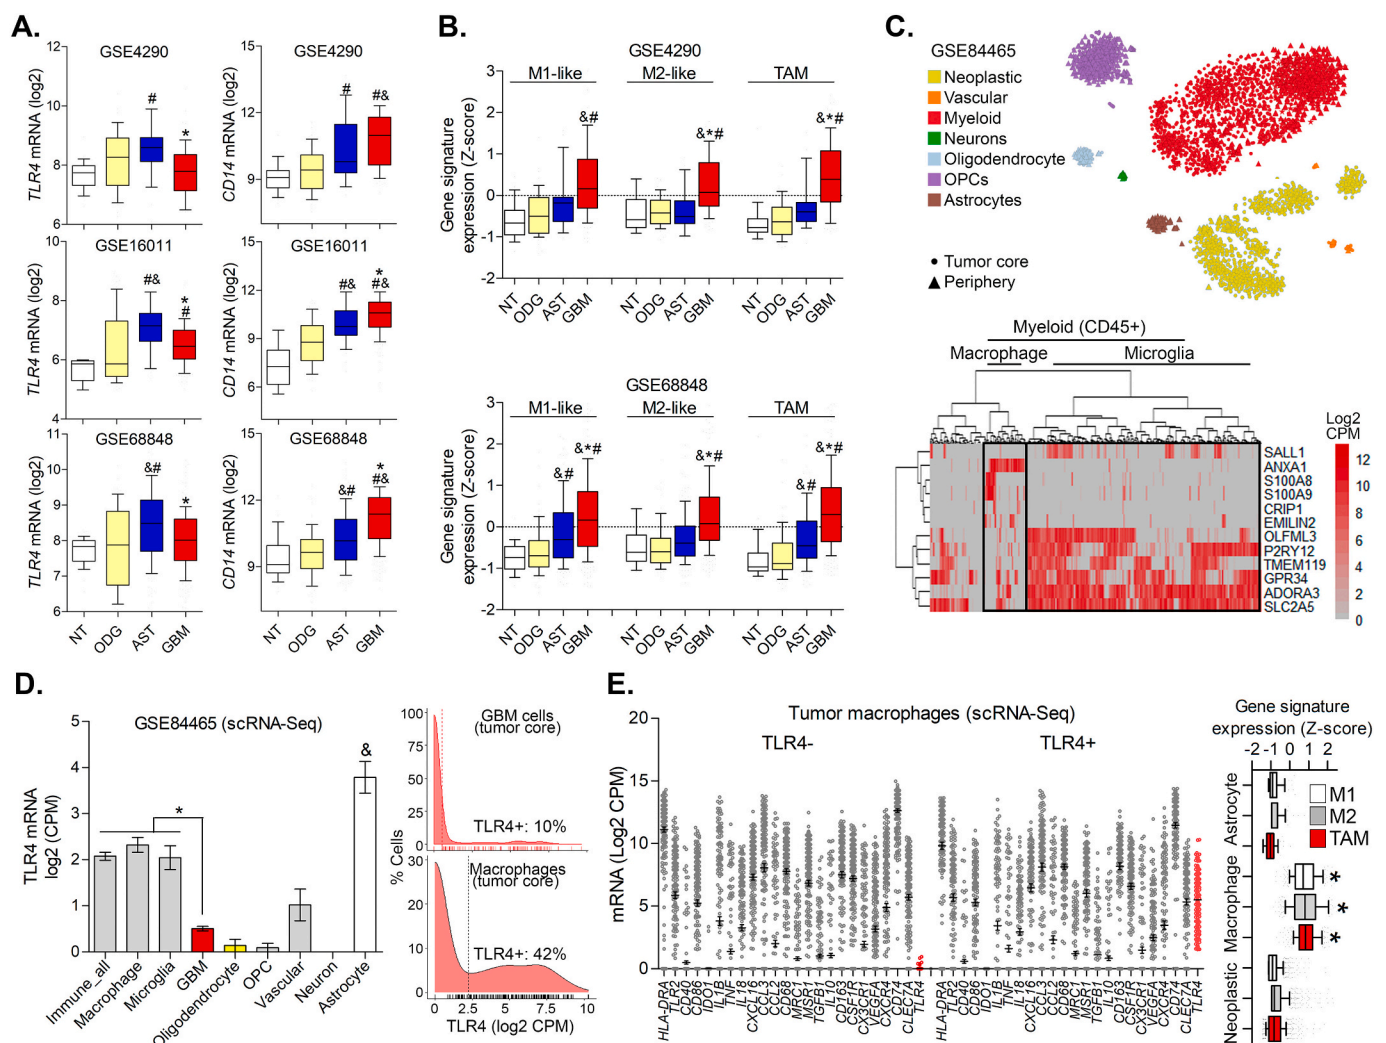 A.
GSE4290
TLR4 mRNA (log2)
12
10
8
6
#
*
GSE4290
CD14 mRNA (log2)
15
12
9
6
#
#&
GSE16011
TLR4 mRNA (log2)
10
8
6
4
#&
*
#
GSE16011
CD14 mRNA (log2)
15
12
9
6
#&
*
#&
GSE68848
TLR4 mRNA (log2)
11
10
9
8
7
6
&#
*
NT
ODG
AST
GBM
GSE68848
CD14 mRNA (log2)
15
12
9
&#
*
#&
NT
ODG
AST
GBM
B.
GSE4290
M1-like
M2-like
TAM
Gene signature
expression (Z-score)
3
2
1
0
-1
-2
&#
&*#
&*#
NT
ODG
AST
GBM
NT
ODG
AST
GBM
NT
ODG
AST
GBM
GSE68848
M1-like
M2-like
TAM
Gene signature
expression (Z-score)
3
2
1
0
-1
-2
&#
&*#
&*#
&#
&*#
NT
ODG
AST
GBM
NT
ODG
AST
GBM
NT
ODG
AST
GBM
C.
GSE84465
Neoplastic
Vascular
Myeloid
Neurons
Oligodendrocyte
OPCs
Astrocytes
Tumor core
Periphery
Myeloid (CD45+)
Macrophage
Microglia
SALL1
ANXA1
S100A8
S100A9
CRIP1
EMILIN2
OLFML3
P2RY12
TMEM119
GPR34
ADORA3
SLC2A5
Log2
CPM
12
10
8
6
4
2
0
D.
GSE84465 (scRNA-Seq)
TLR4 mRNA
log2 (CPM)
5
4
3
2
1
0
*
&
Immune_all
Macrophage
Microglia
GBM
Oligodendrocyte
OPC
Vascular
Neuron
Astrocyte
% Cells
100
75
50
25
0
GBM cells
(tumor core)
TLR4+: 10%
30
20
10
0
Macrophages
(tumor core)
TLR4+: 42%
0
2.5
5
7.5
10
TLR4 (log2 CPM)
E.
Tumor macrophages (scRNA-Seq)
TLR4-
TLR4+
mRNA (Log2 CPM)
20
15
10
5
0
HLA-DRA
TLR2
CD40
CD86
IDO1
IL1B
TNF
IL18
CXCL16
CCL3
CCL2
CD68
MRC1
MSR1
TGFB1
IL10
CD163
CSF1R
CX3CR1
VEGFA
CXCR4
CD74
CLEC7A
TLR4
HLA-DRA
TLR2
CD40
CD86
IDO1
IL1B
TNF
IL18
CXCL16
CCL3
CCL2
CD68
MRC1
MSR1
TGFB1
IL10
CD163
CSF1R
CX3CR1
VEGFA
CXCR4
CD74
CLEC7A
TLR4
Gene signature
expression (Z-score)
-2 -1 0 1 2
Astrocyte
Macrophage
Neoplastic
M1
M2
TAM
*
*
*